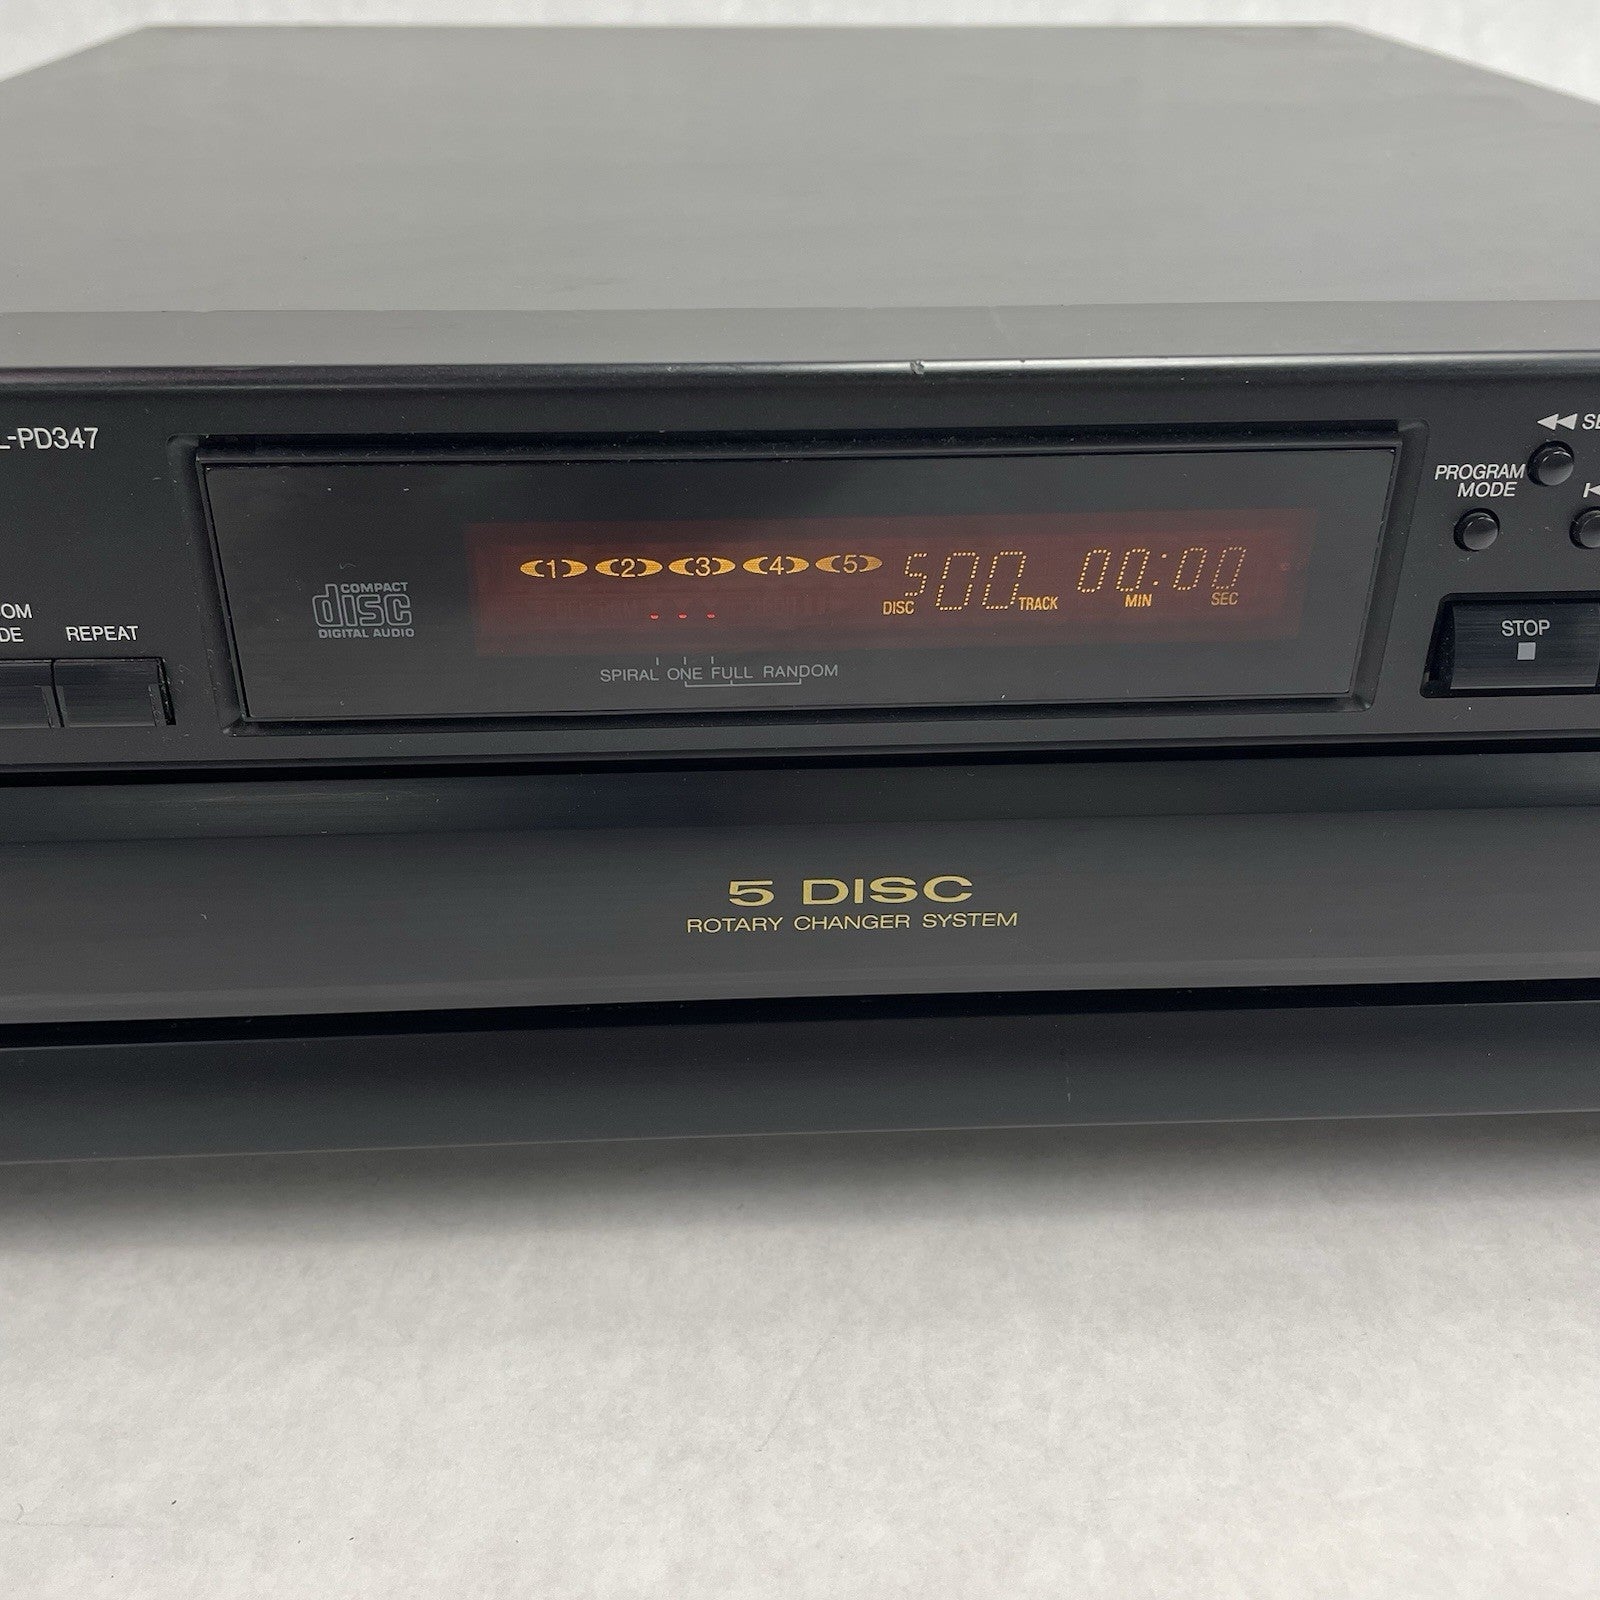 L-PD347
◀◀ SE
PROGRAM
MODE
OM
DE
REPEAT
COMPACT
disc
DIGITAL AUDIO
1 2 3 4 5
5 00 00:00
DISC TRACK MIN SEC
SPIRAL ONE FULL RANDOM
STOP
5 DISC
ROTARY CHANGER SYSTEM